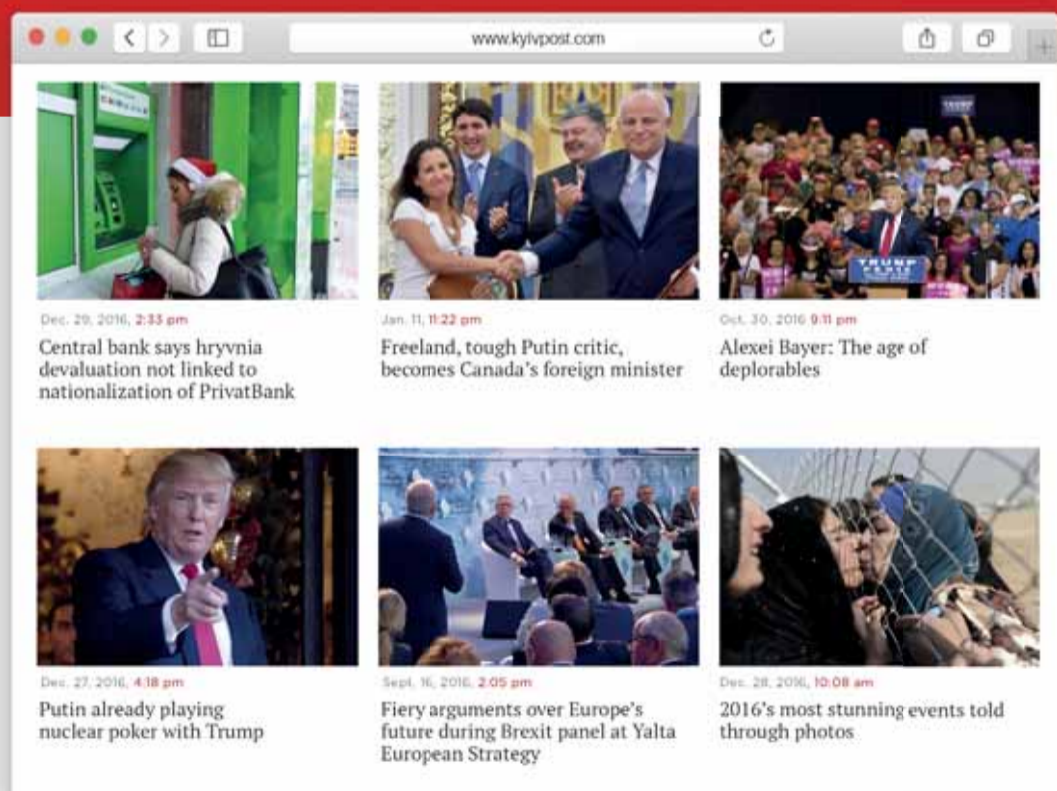 www.kyivpost.com
TRUMP
TRUMP
PENCE
Dec. 29, 2016, 2:33 pm
Central bank says hryvnia
devaluation not linked to
nationalization of PrivatBank
Jan. 11, 11:22 pm
Freeland, tough Putin critic,
becomes Canada's foreign minister
Oct. 30, 2016 9:11 pm
Alexei Bayer: The age of
deplorables
Dec. 27, 2016, 4:18 pm
Putin already playing
nuclear poker with Trump
Sept. 16, 2016, 2:05 pm
Fiery arguments over Europe's
future during Brexit panel at Yalta
European Strategy
Dec. 28, 2016, 10:08 am
2016's most stunning events told
through photos